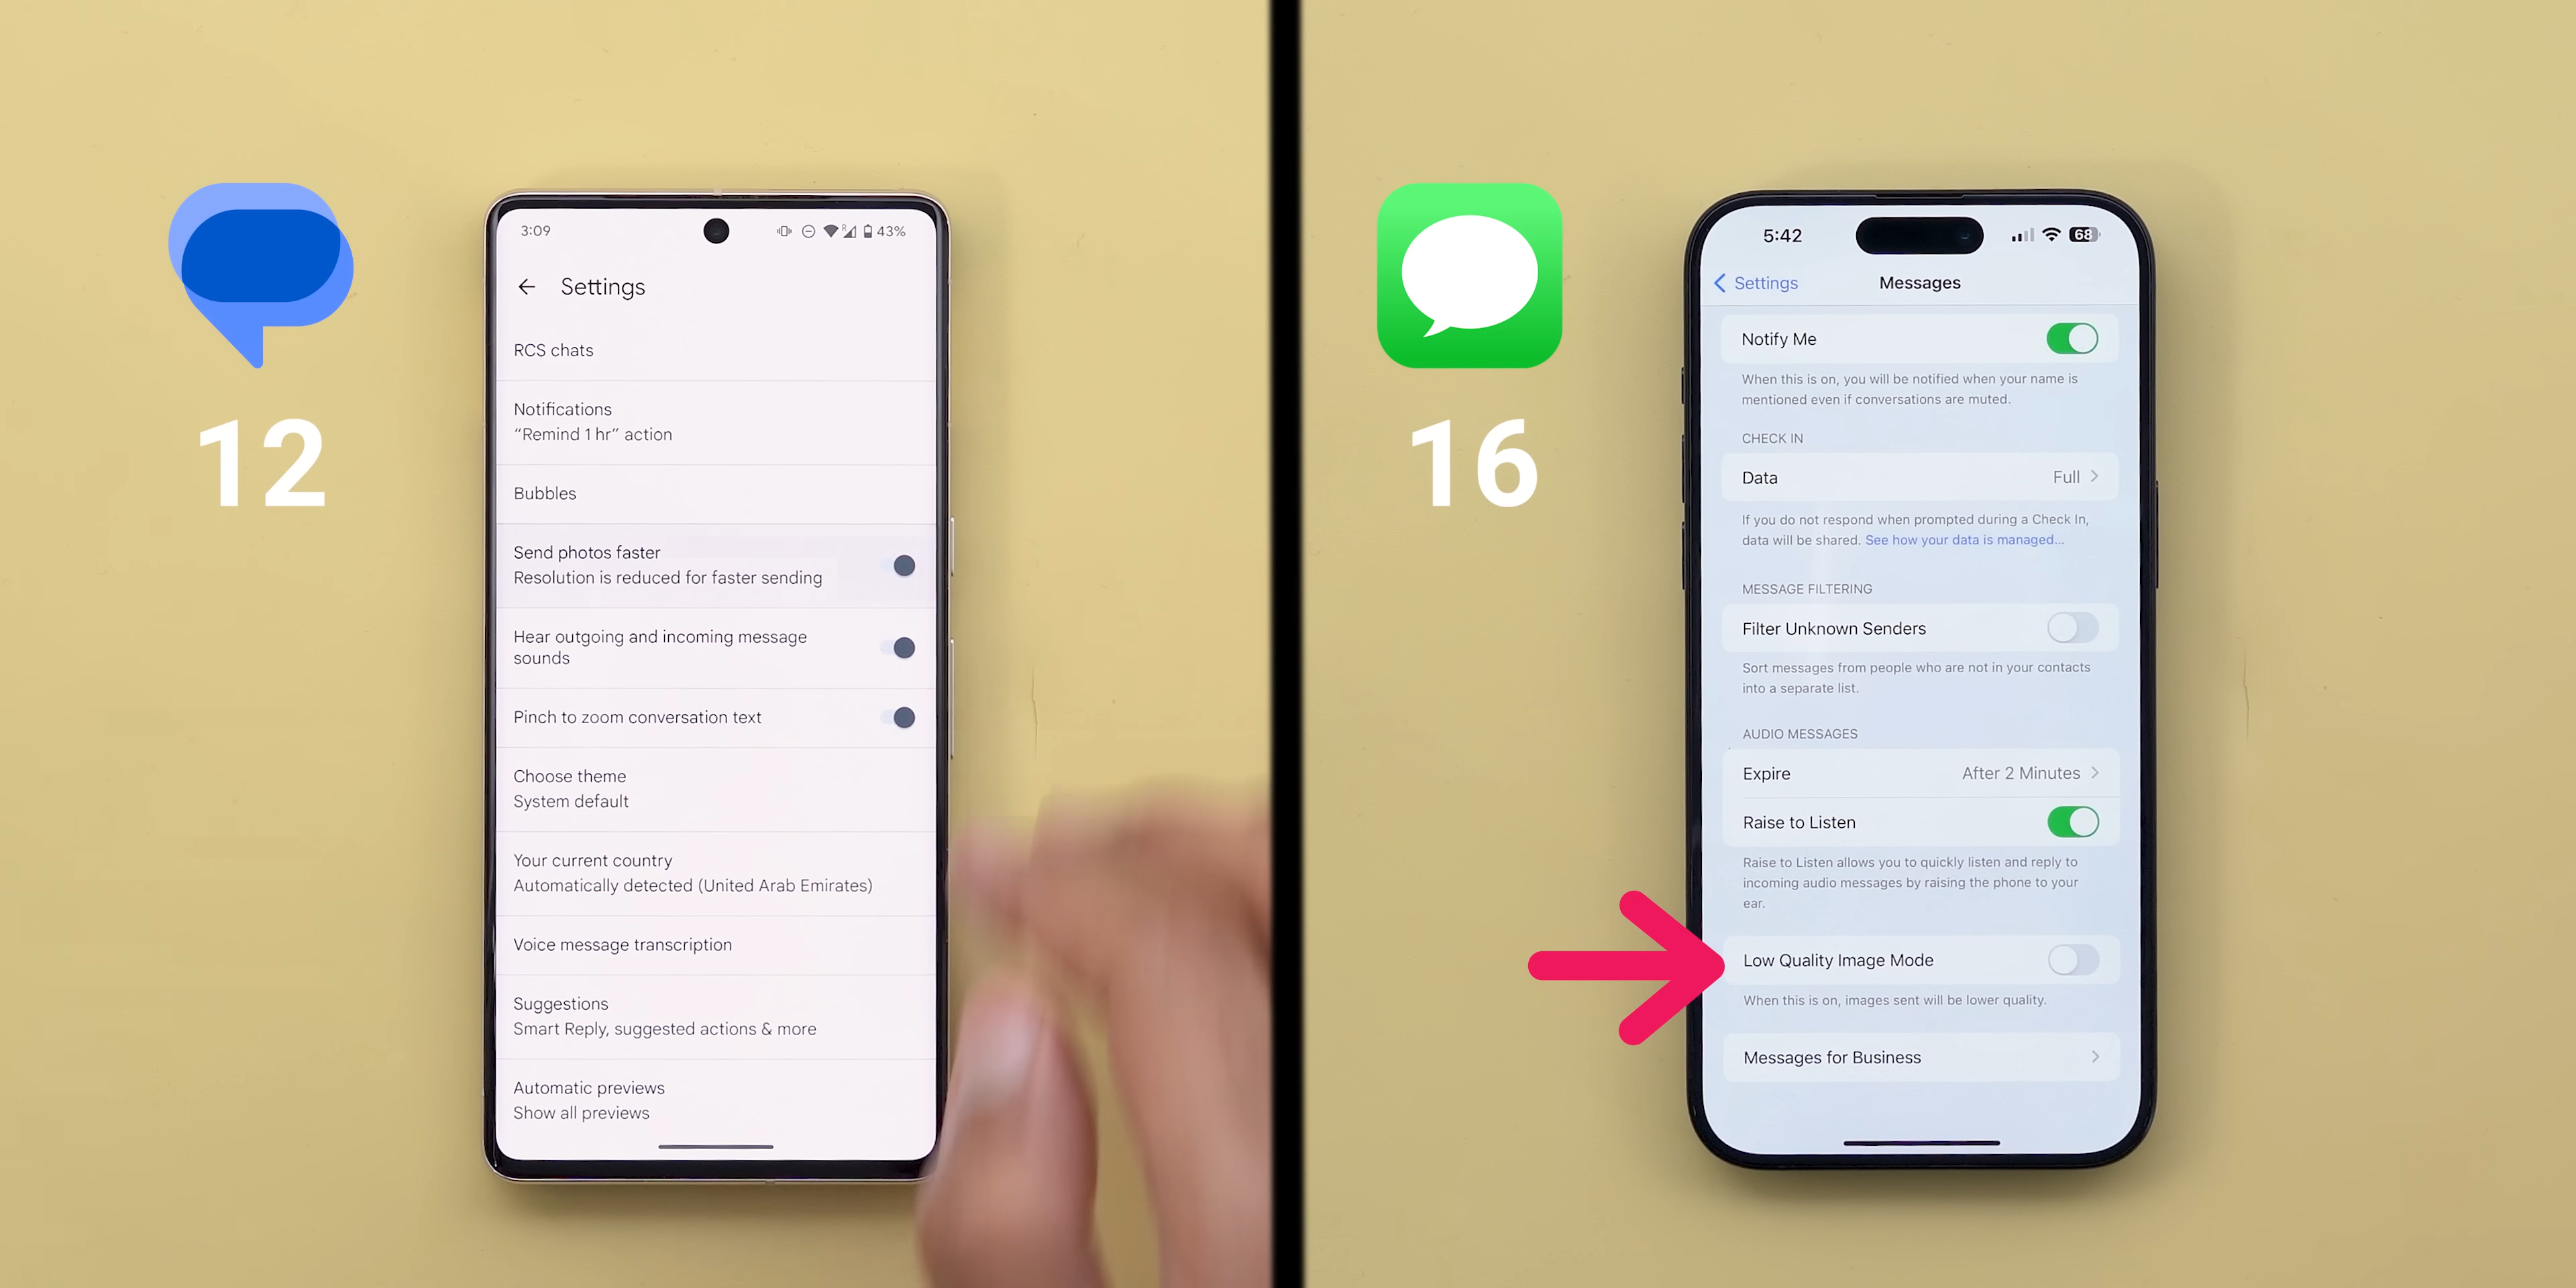 12
3:09
43%
Settings
RCS chats
Notifications
“Remind 1 hr” action
Bubbles
Send photos faster
Resolution is reduced for faster sending
Hear outgoing and incoming message
sounds
Pinch to zoom conversation text
Choose theme
System default
Your current country
Automatically detected (United Arab Emirates)
Voice message transcription
Suggestions
Smart Reply, suggested actions & more
Automatic previews
Show all previews
16
5:42
68
Settings
Messages
Notify Me
When this is on, you will be notified when your name is
mentioned even if conversations are muted.
CHECK IN
Data
Full
If you do not respond when prompted during a Check In,
data will be shared. See how your data is managed...
MESSAGE FILTERING
Filter Unknown Senders
Sort messages from people who are not in your contacts
into a separate list.
AUDIO MESSAGES
Expire
After 2 Minutes
Raise to Listen
Raise to Listen allows you to quickly listen and reply to
incoming audio messages by raising the phone to your
ear.
Low Quality Image Mode
When this is on, images sent will be lower quality.
Messages for Business